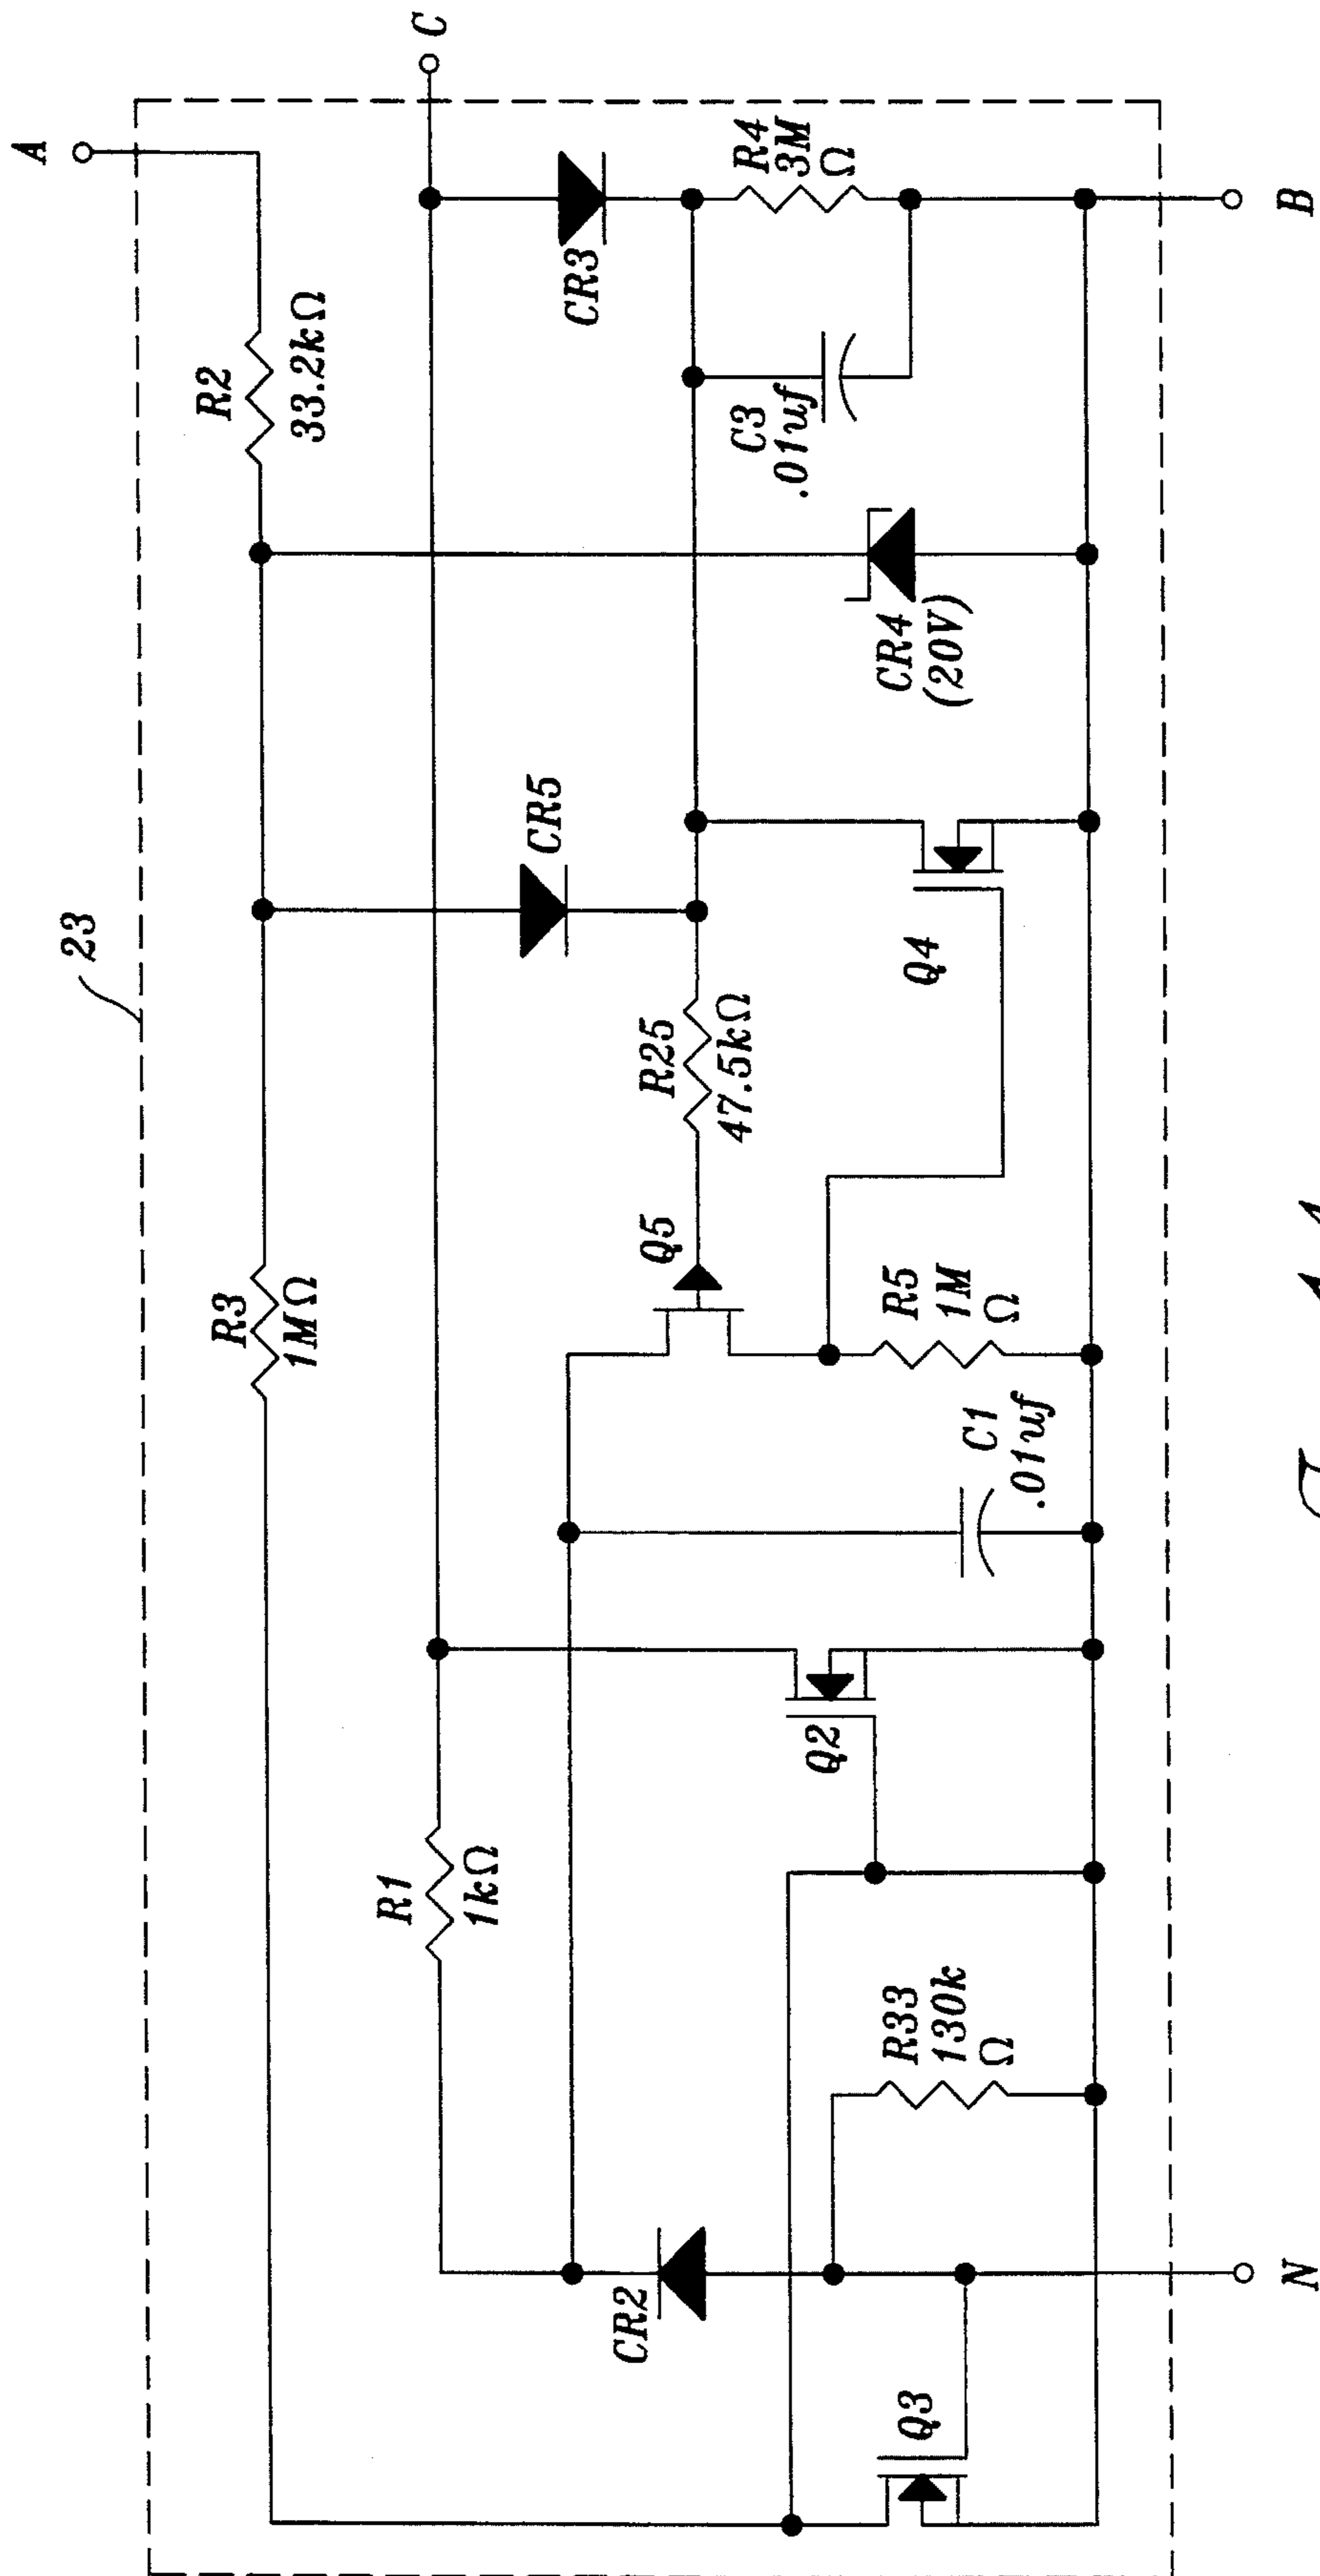 A
C
23
R2
33.2kΩ
CR3
R4
3M
Ω
C3
.01uf
B
CR4
(20V)
CR5
R3
1MΩ
R25
47.5kΩ
Q4
Q5
R5
1M
Ω
C1
.01uf
Q2
R1
1kΩ
R33
130k
Ω
CR2
Q3
N